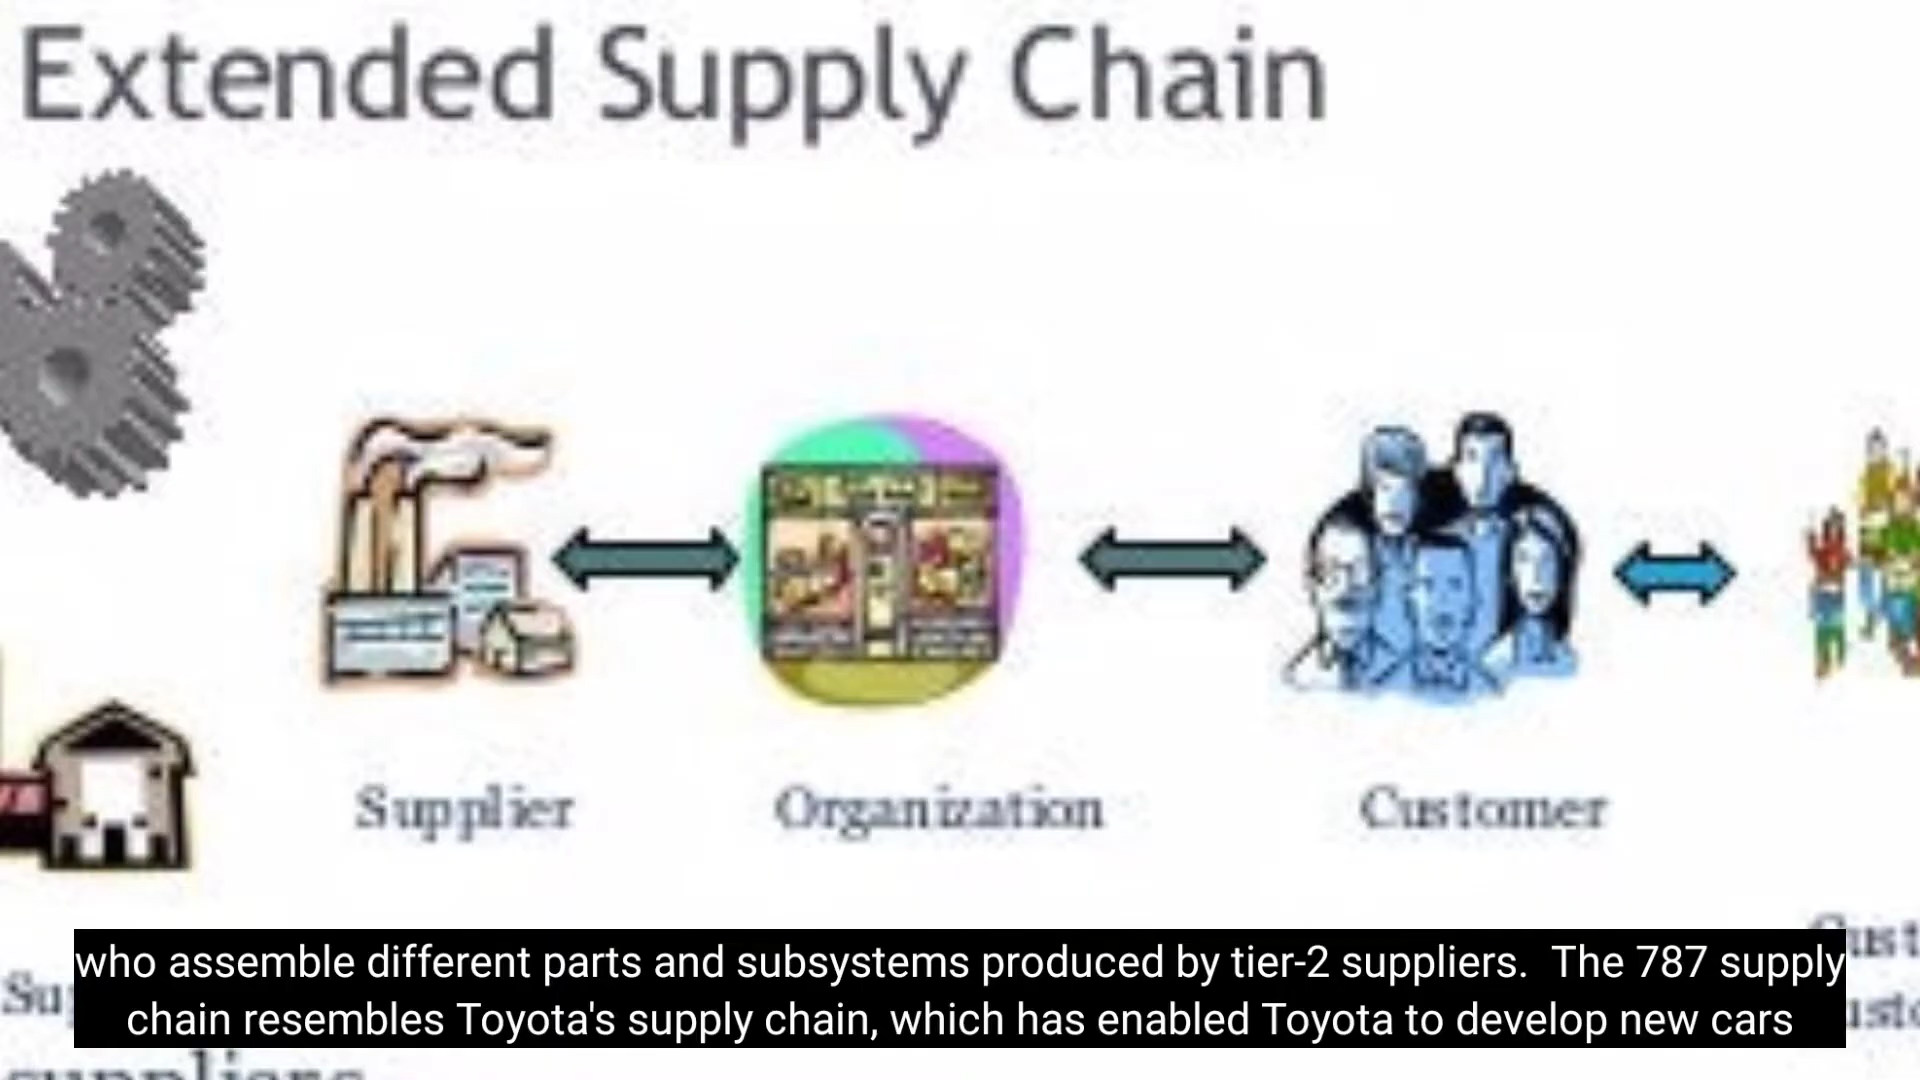 Extended Supply Chain
Supplier
Organization
Customer
who assemble different parts and subsystems produced by tier-2 suppliers.  The 787 supply
chain resembles Toyota's supply chain, which has enabled Toyota to develop new cars
suppliers